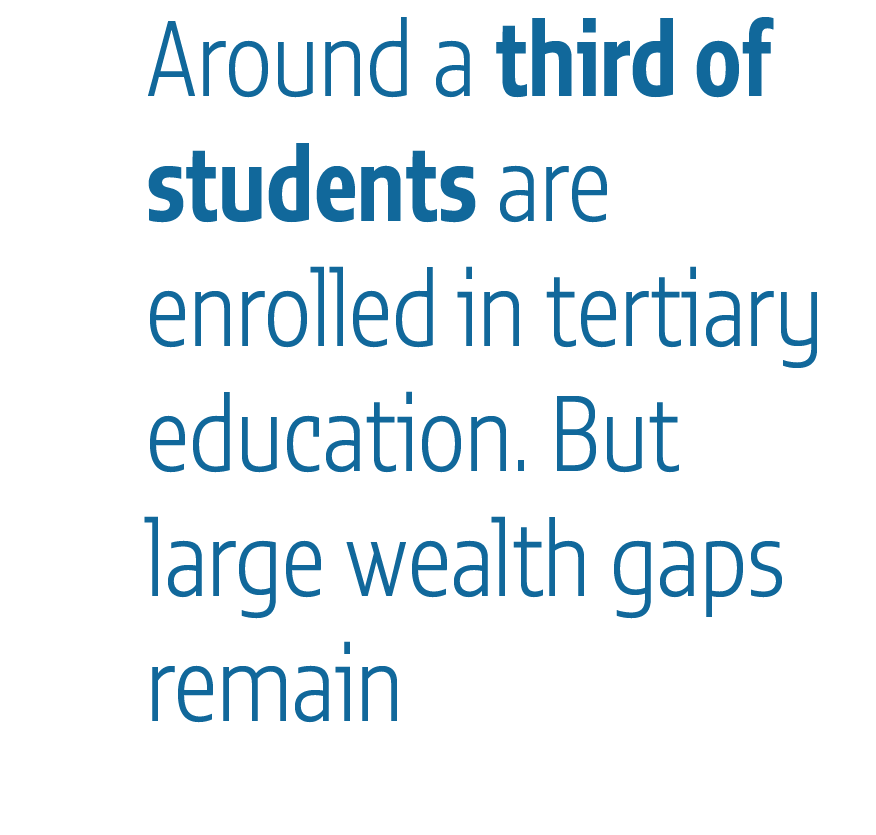 Around a third of
students are
enrolled in tertiary
education. But
large wealth gaps
remain